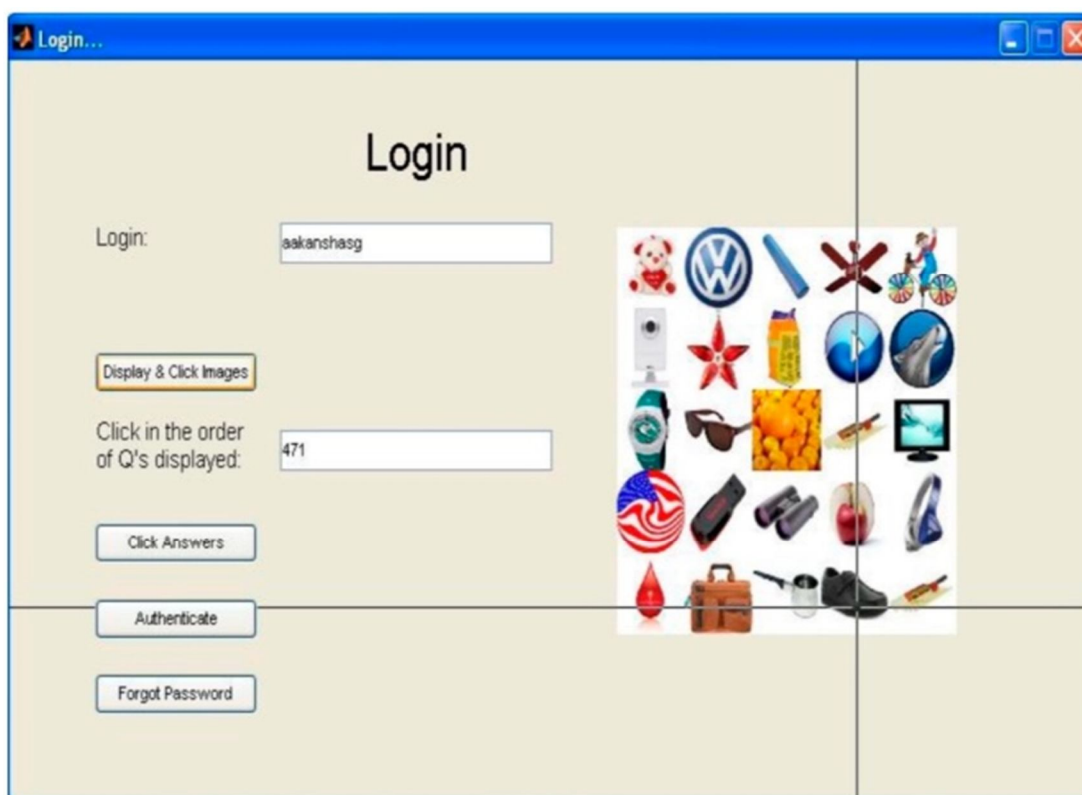 Login...
Login
Login:
aakanshasg
Display & Click Images
Click in the order
of Q's displayed:
471
Click Answers
Authenticate
Forgot Password